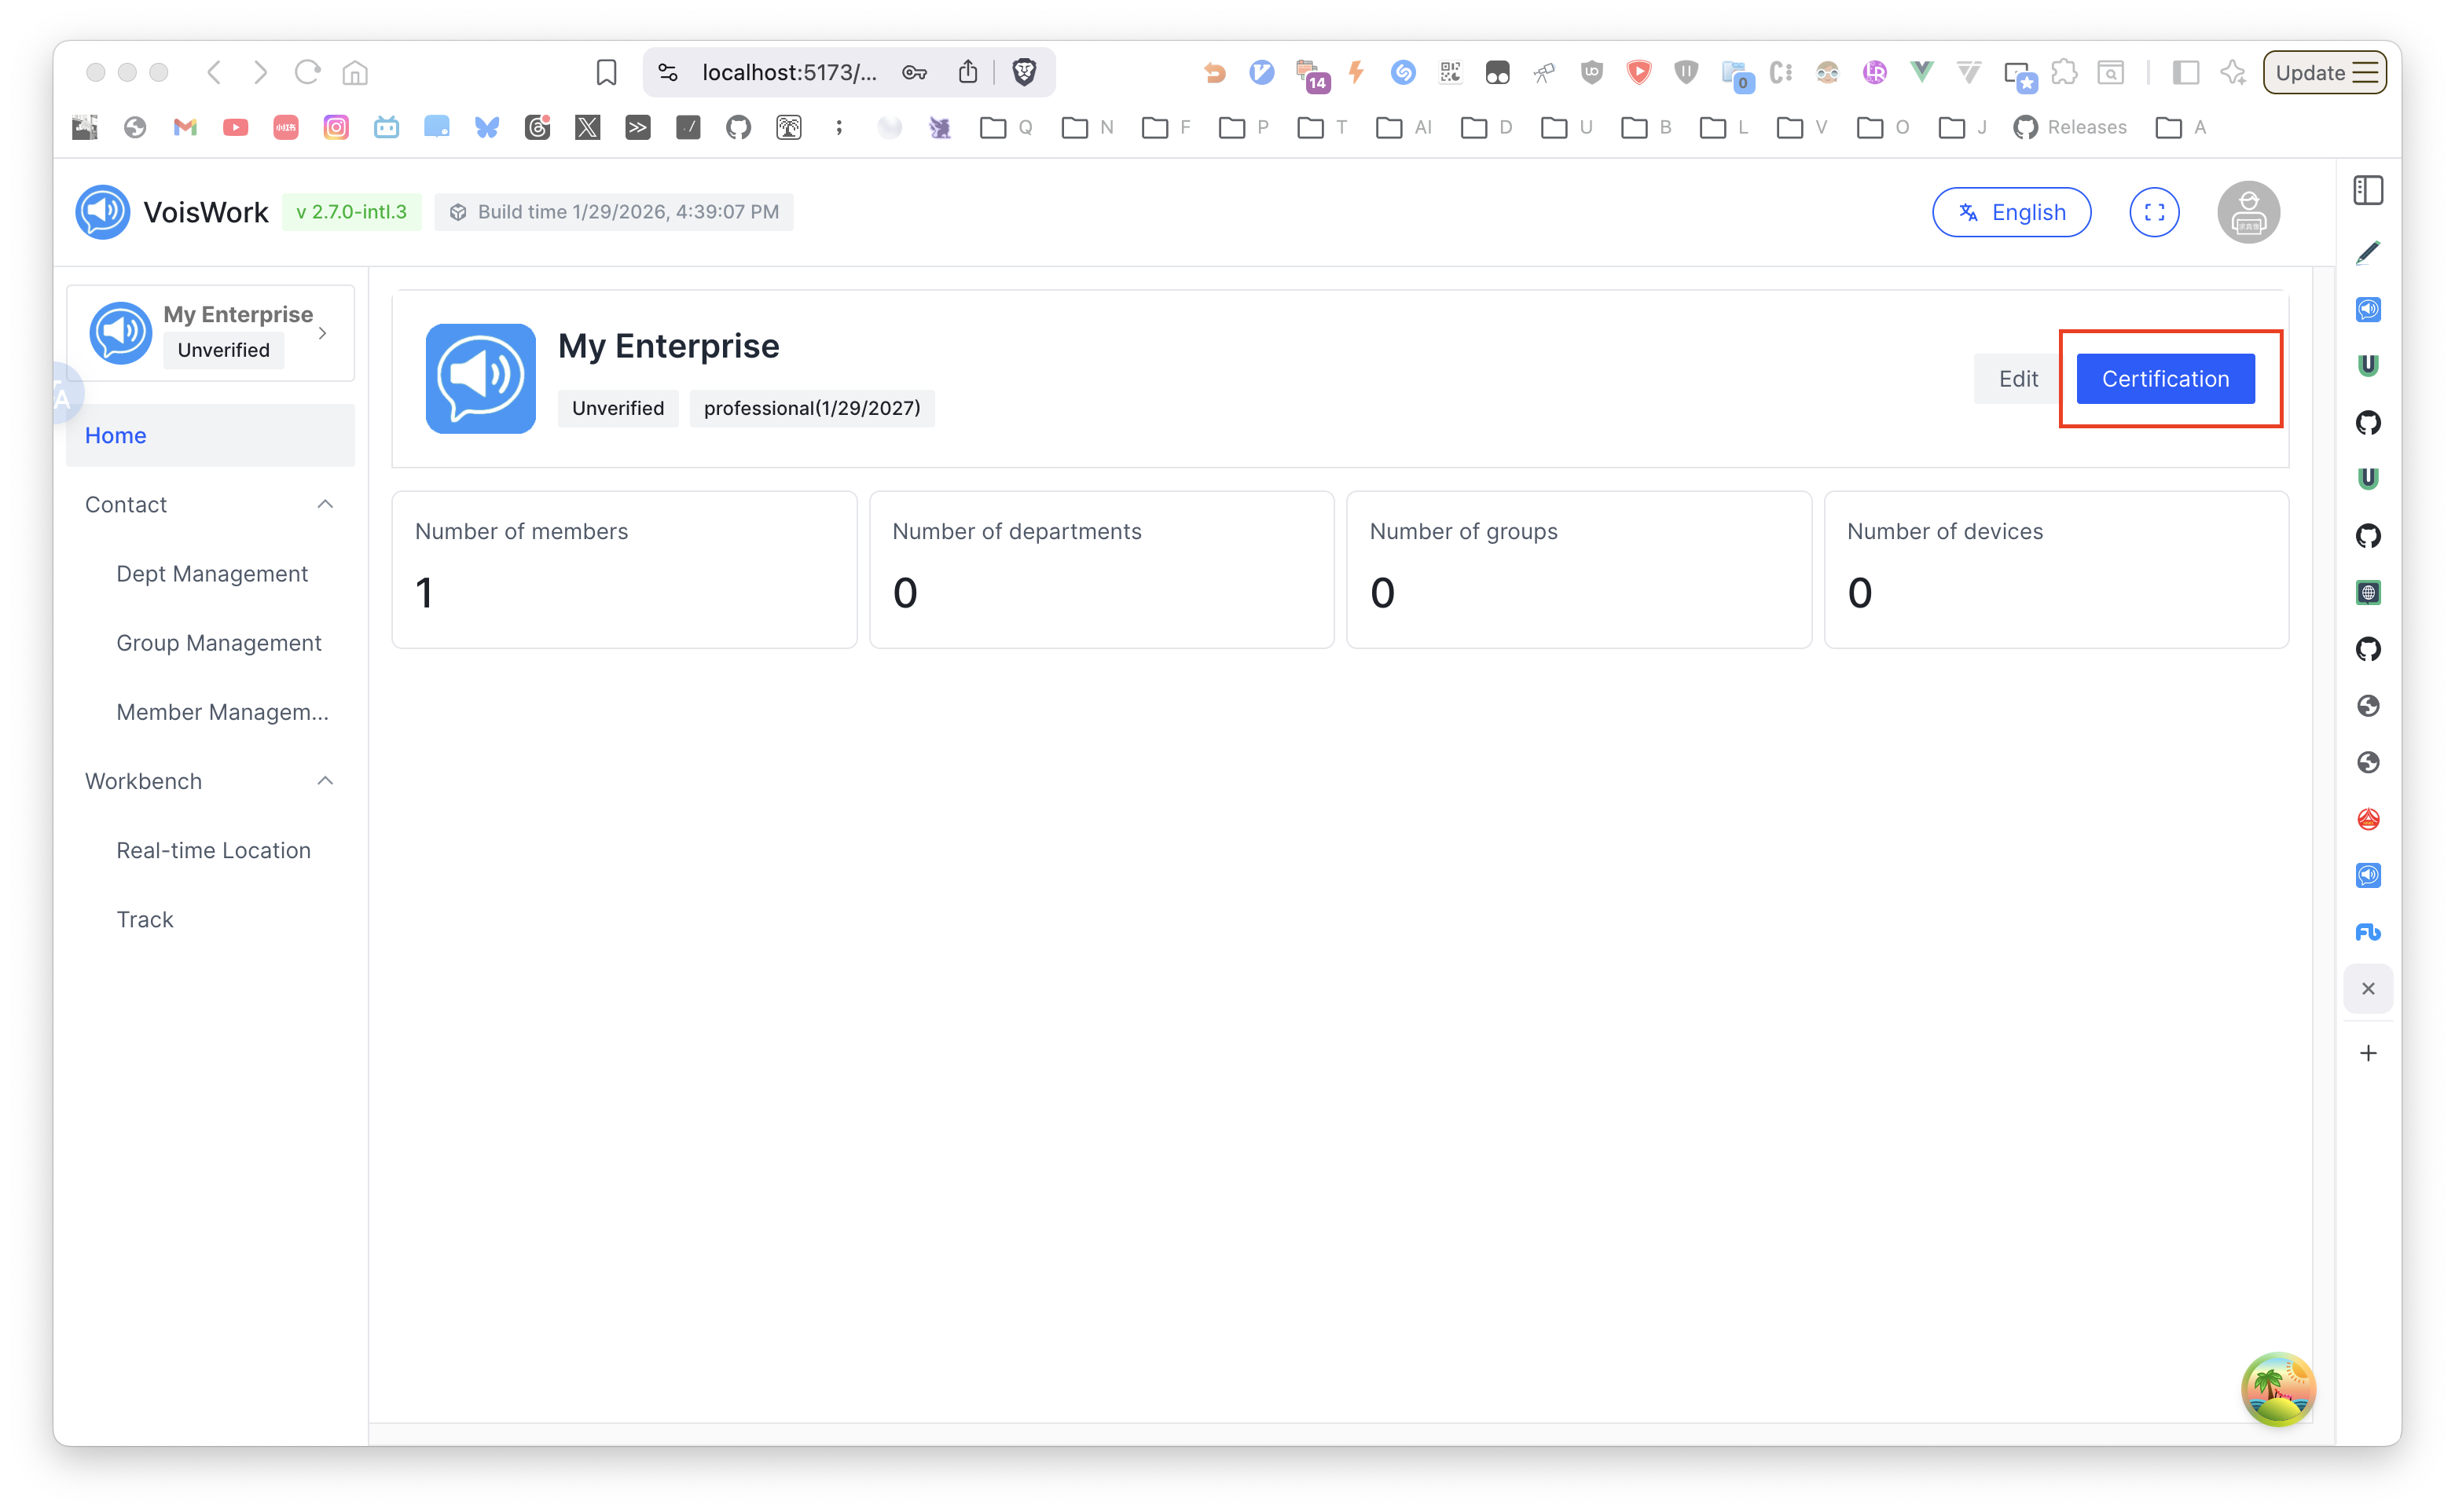 localhost:5173/...
14
0
Update
Q
N
F
P
T
AI
D
U
B
L
V
O
J
Releases
A
VoisWork
v 2.7.0-intl.3
Build time 1/29/2026, 4:39:07 PM
English
My Enterprise
Unverified
My Enterprise
Unverified
professional(1/29/2027)
Edit
Certification
Home
Contact
Dept Management
Group Management
Member Managem...
Workbench
Real-time Location
Track
Number of members
1
Number of departments
0
Number of groups
0
Number of devices
0